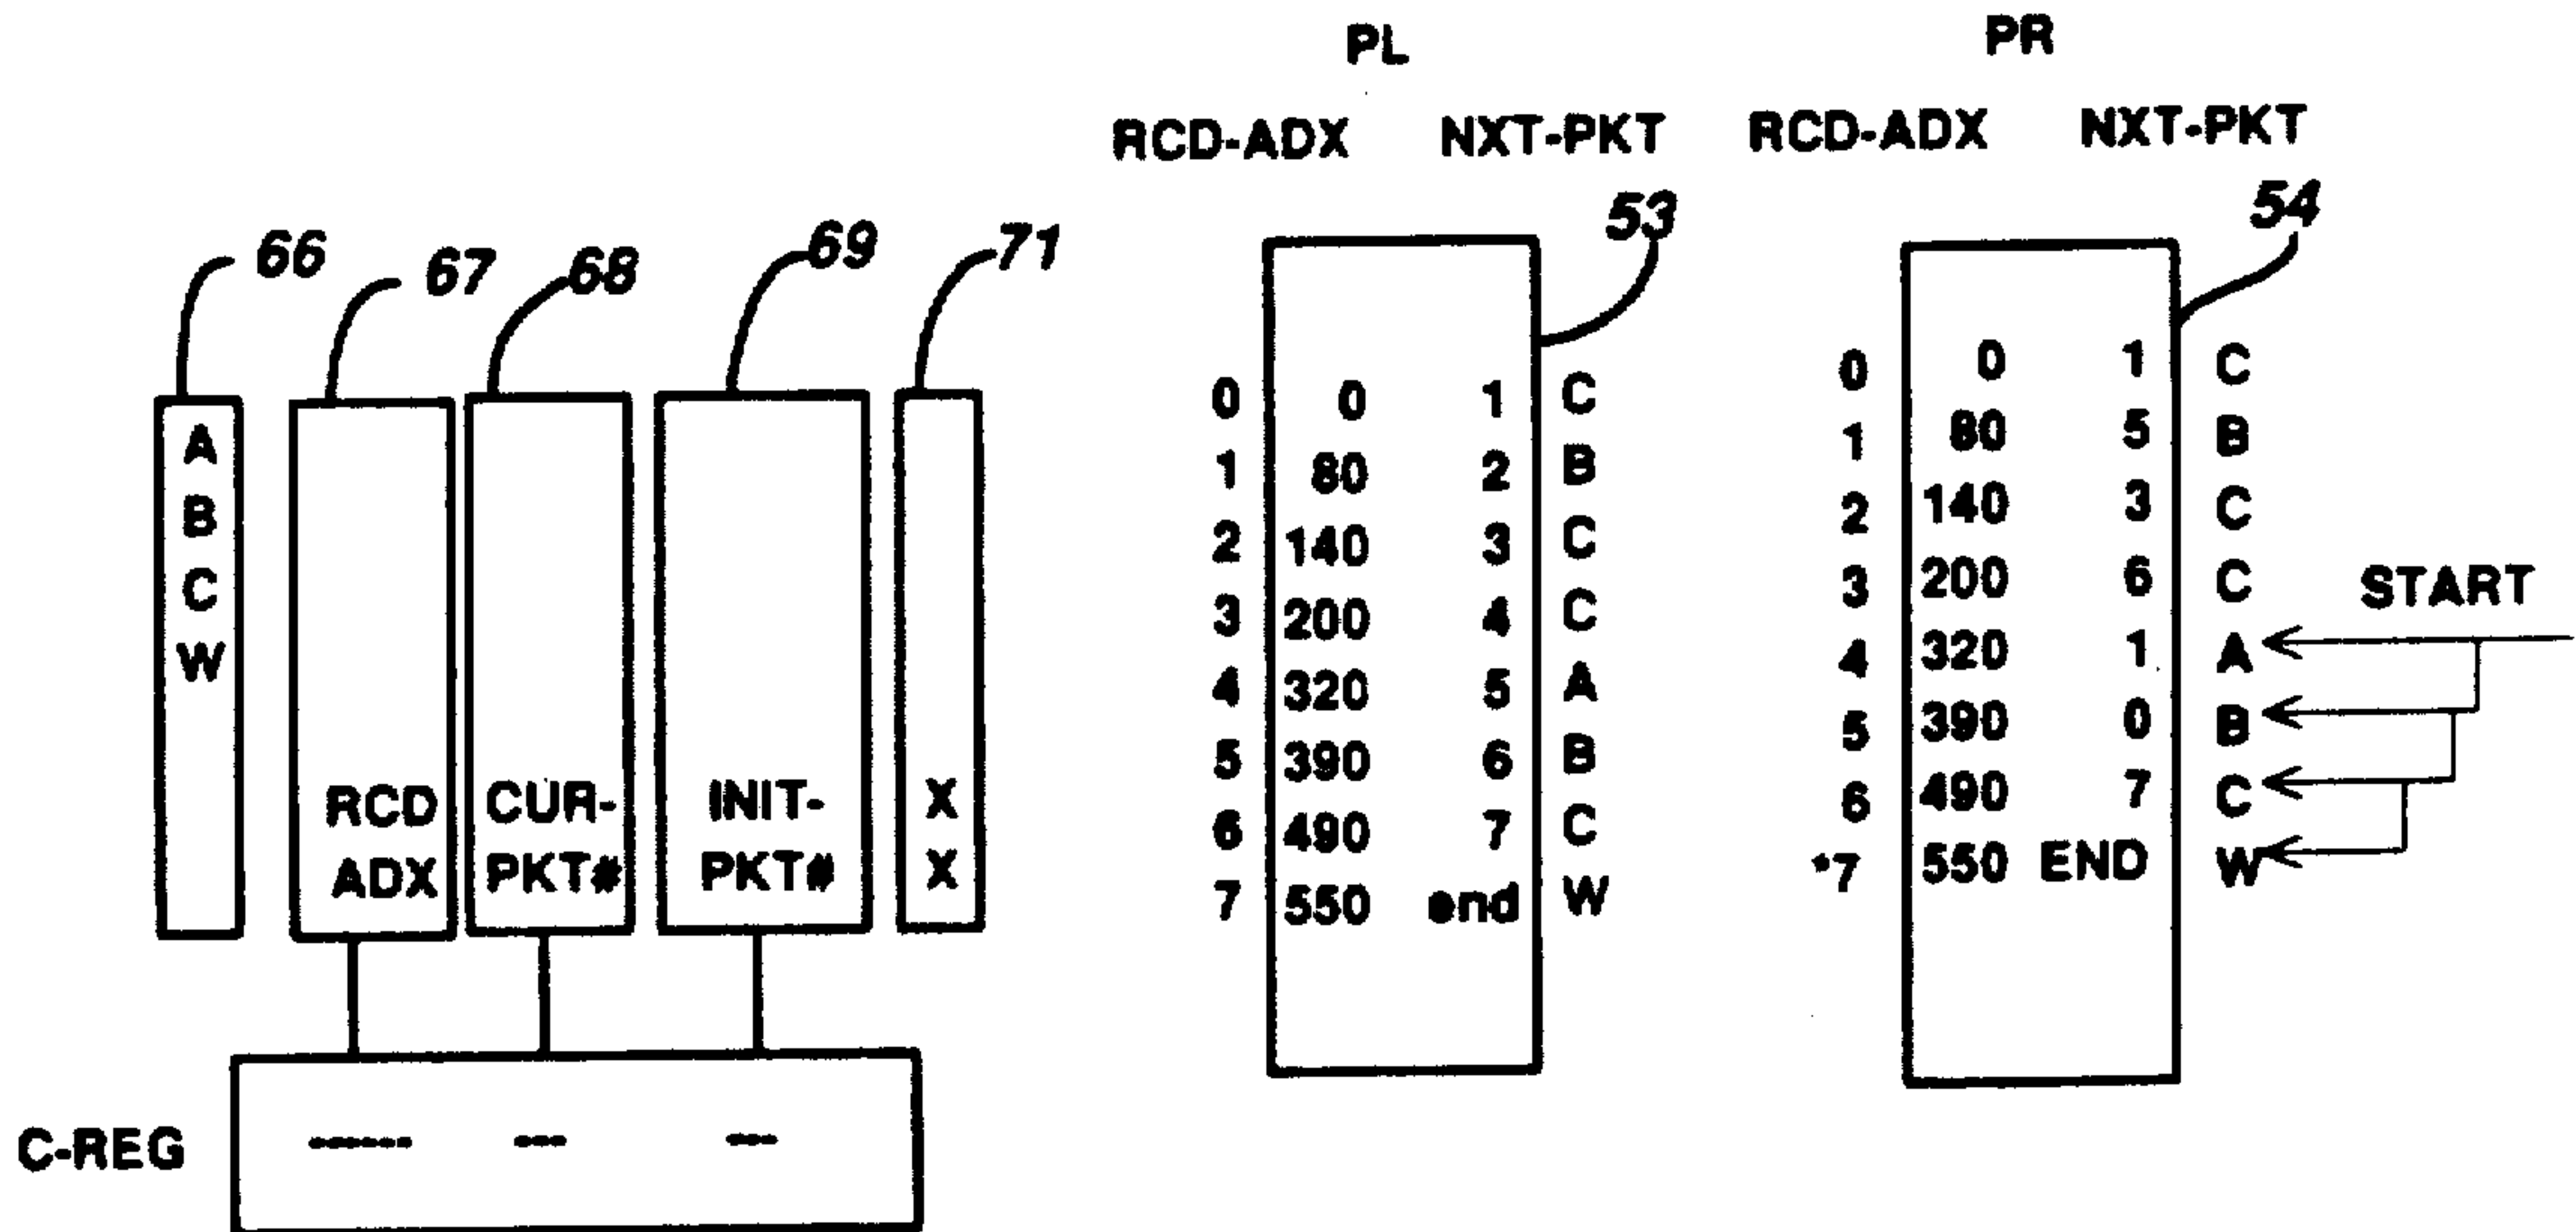 PL
PR
RCD-ADX NXT-PKT
RCD-ADX NXT-PKT
53
54
66
67
68
69
71
A
B
C
W
RCD
ADX
CUR-
PKT#
INIT-
PKT#
X
X
C-REG ------ --- ---
0 0 1 C
1 80 2 B
2 140 3 C
3 200 4 C
4 320 5 A
5 390 6 B
6 490 7 C
7 550 end W
0 0 1 C
1 80 5 B
2 140 3 C
3 200 6 C
START
4 320 1 A
5 390 0 B
6 490 7 C
*7 550 END W